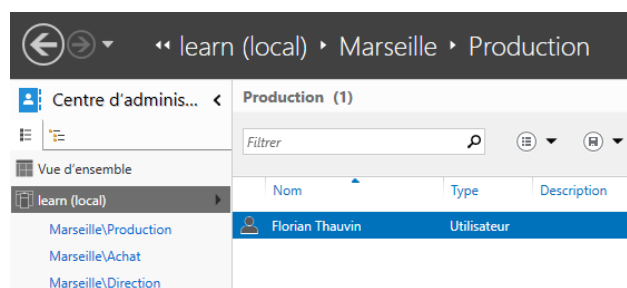 learn (local) ‣ Marseille ‣ Production
Centre d'adminis...
Production (1)
Filtrer
Vue d'ensemble
Nom Type Description
learn (local)
Marseille\Production
Florian Thauvin Utilisateur
Marseille\Achat
Marseille\Direction